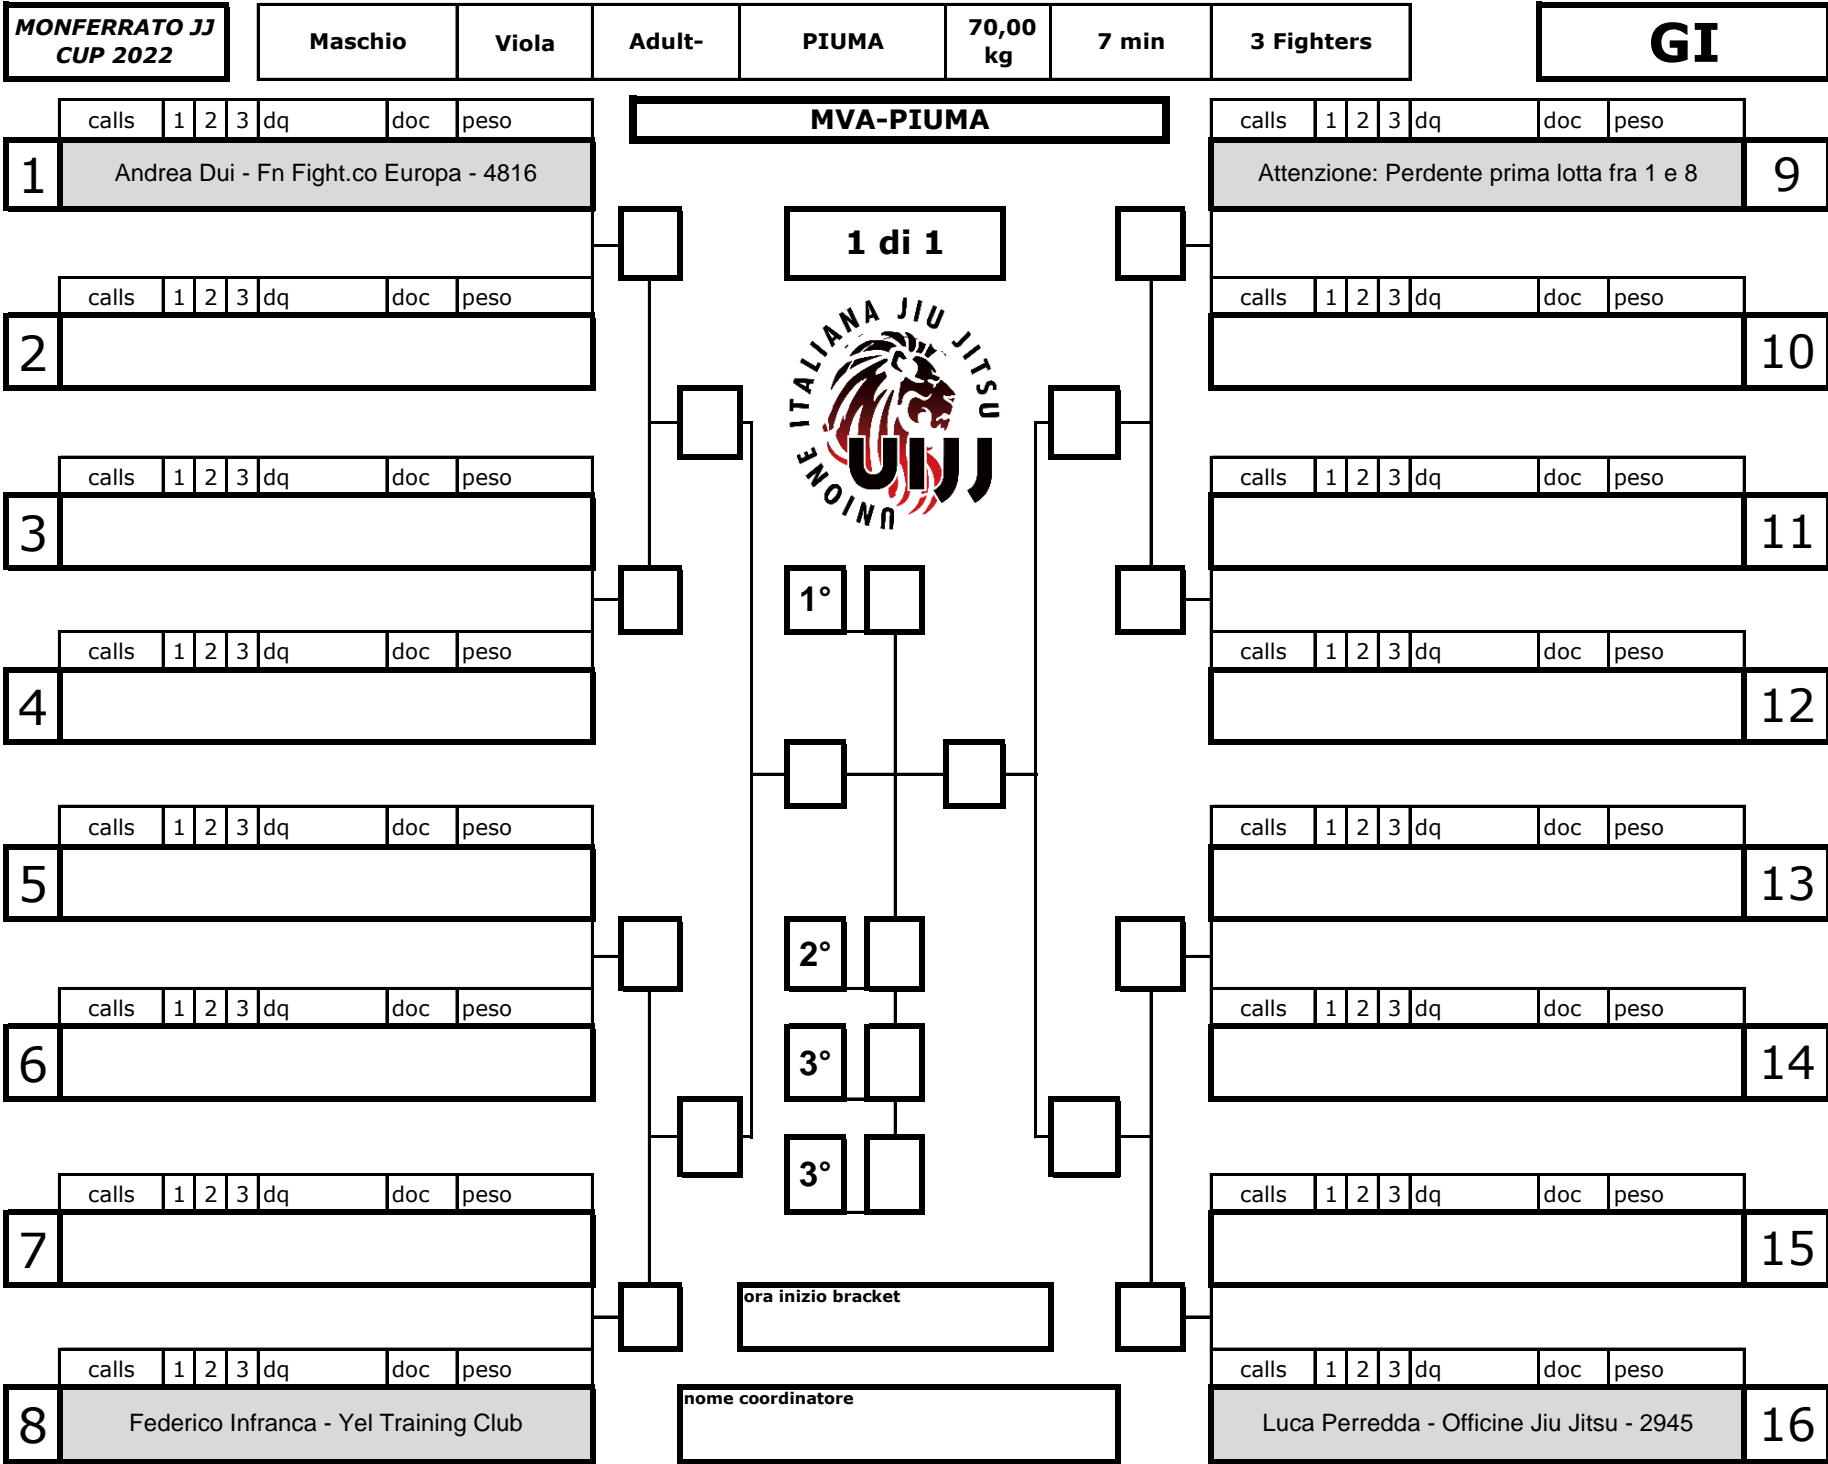 MONFERRATO JJ
CUP 2022
Maschio
Viola
Adult-
PIUMA
70,00
kg
7 min
3 Fighters
GI
MVA-PIUMA
calls 1 2 3 dq doc peso
1 Andrea Dui - Fn Fight.co Europa - 4816
calls 1 2 3 dq doc peso
2
calls 1 2 3 dq doc peso
3
calls 1 2 3 dq doc peso
4
calls 1 2 3 dq doc peso
5
calls 1 2 3 dq doc peso
6
calls 1 2 3 dq doc peso
7
calls 1 2 3 dq doc peso
8 Federico Infranca - Yel Training Club
1 di 1
UNIONE ITALIANA JIU JITSU
UIJJ
1°
2°
3°
3°
ora inizio bracket
nome coordinatore
calls 1 2 3 dq doc peso
Attenzione: Perdente prima lotta fra 1 e 8 9
calls 1 2 3 dq doc peso
10
calls 1 2 3 dq doc peso
11
calls 1 2 3 dq doc peso
12
calls 1 2 3 dq doc peso
13
calls 1 2 3 dq doc peso
14
calls 1 2 3 dq doc peso
15
calls 1 2 3 dq doc peso
Luca Perredda - Officine Jiu Jitsu - 2945 16